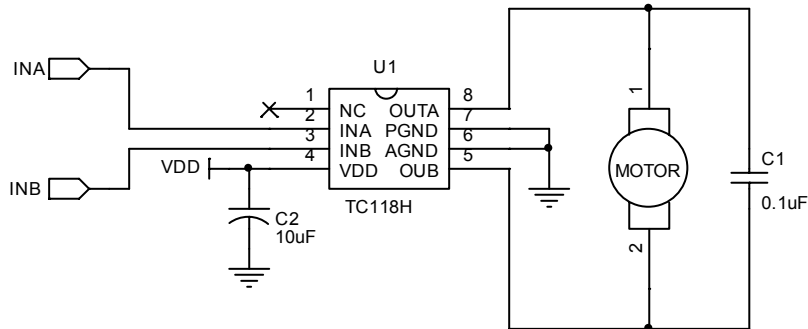 U1
INA
INB
1 NC OUTA 8
2 INA PGND 7
3 INB AGND 6
4 VDD OUB 5
VDD
TC118H
C2
10uF
1
MOTOR
2
C1
0.1uF